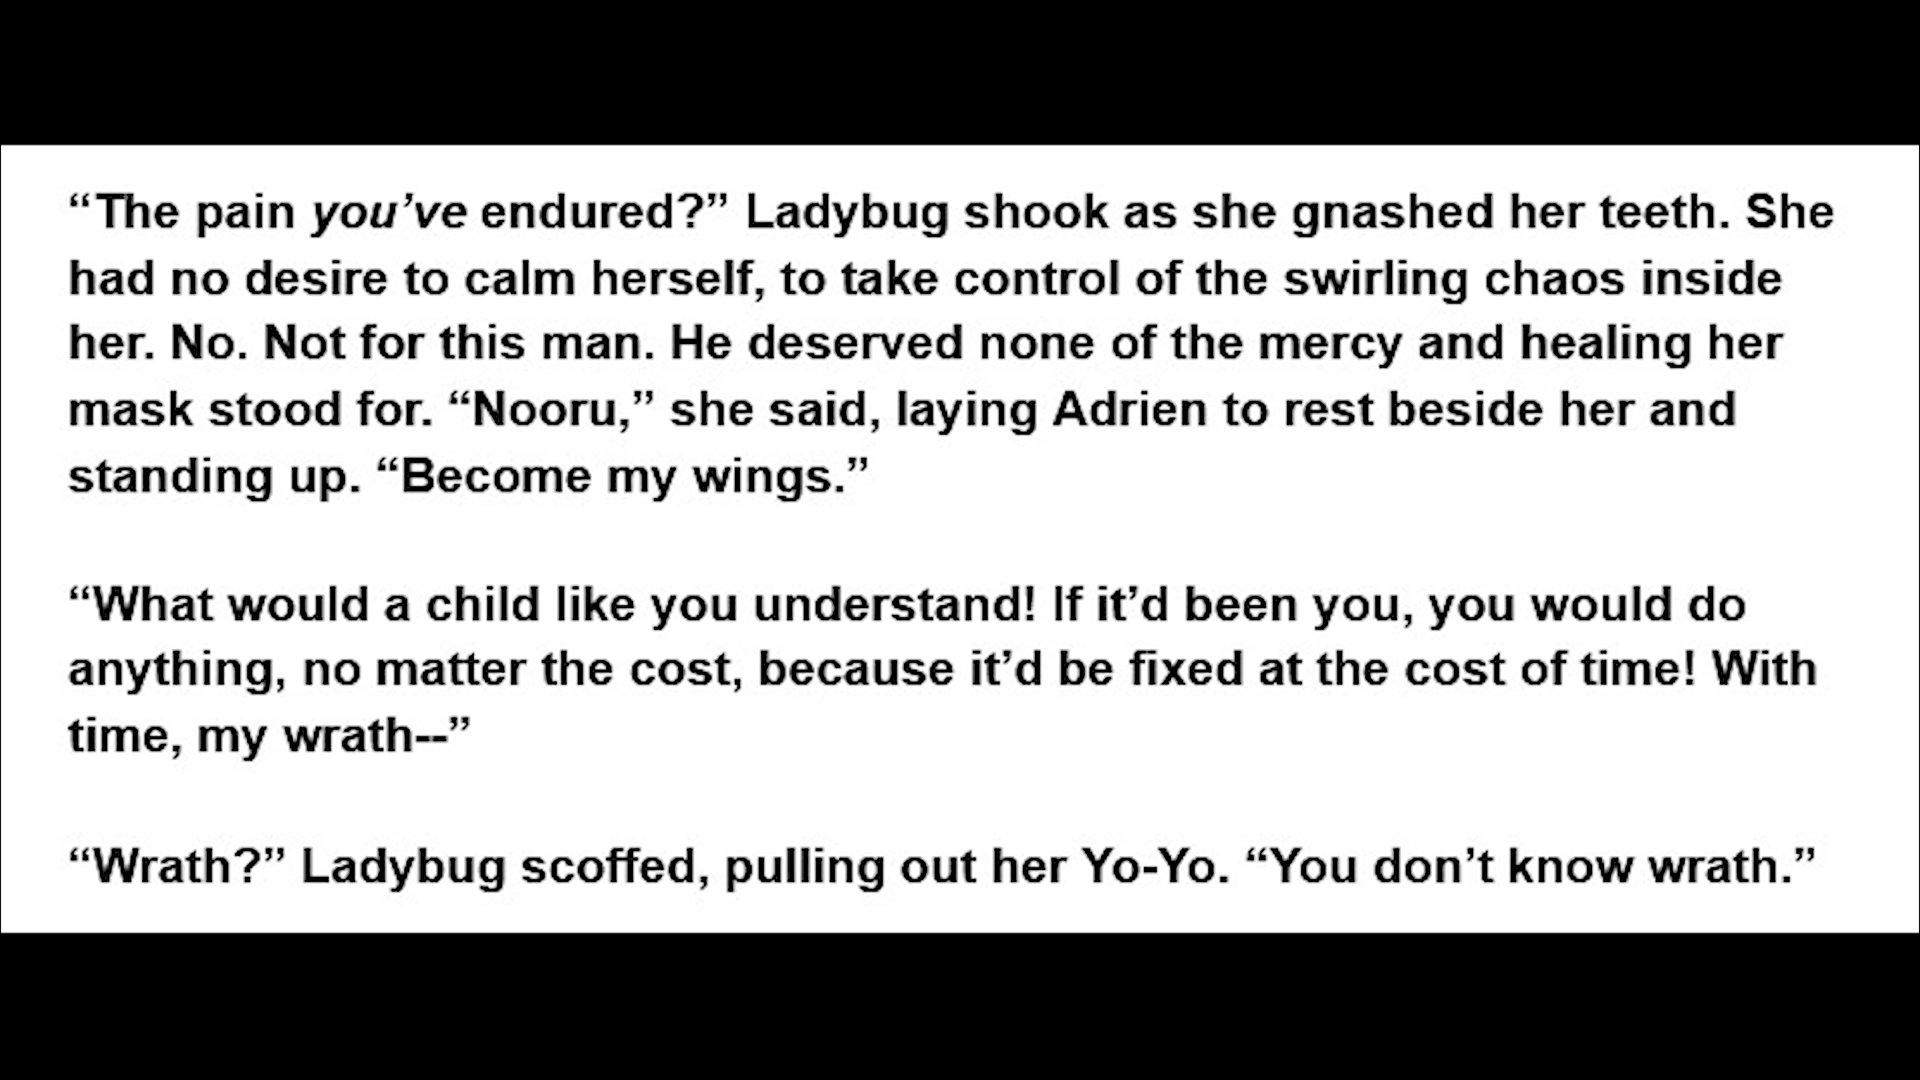 “The pain you’ve endured?” Ladybug shook as she gnashed her teeth. She
had no desire to calm herself, to take control of the swirling chaos inside
her. No. Not for this man. He deserved none of the mercy and healing her
mask stood for. “Nooru,” she said, laying Adrien to rest beside her and
standing up. “Become my wings.”
“What would a child like you understand! If it’d been you, you would do
anything, no matter the cost, because it’d be fixed at the cost of time! With
time, my wrath--”
“Wrath?” Ladybug scoffed, pulling out her Yo-Yo. “You don’t know wrath.”